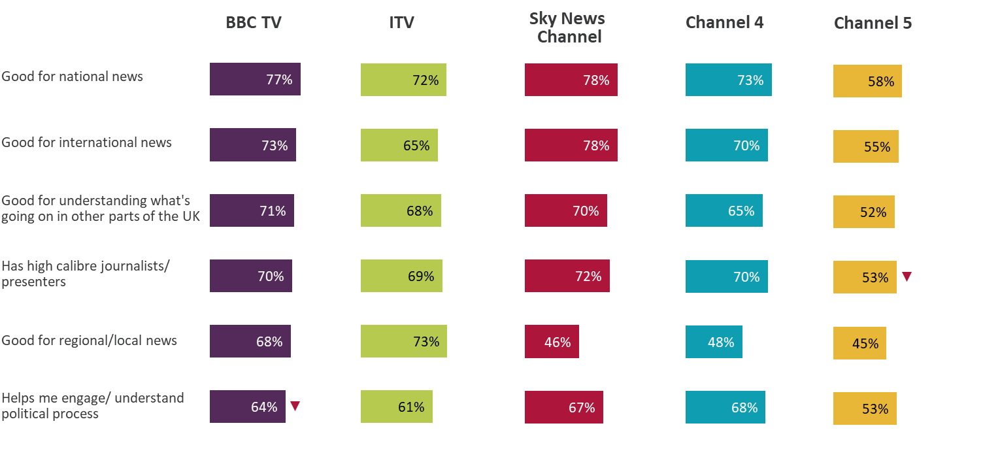 BBC TV
ITV
Sky News
Channel
Channel 4
Channel 5
Good for national news
77%
72%
78%
73%
58%
Good for international news
73%
65%
78%
70%
55%
Good for understanding what's
going on in other parts of the UK
71%
68%
70%
65%
52%
Has high calibre journalists/
presenters
70%
69%
72%
70%
53%
Good for regional/local news
68%
73%
46%
48%
45%
Helps me engage/ understand
political process
64%
61%
67%
68%
53%